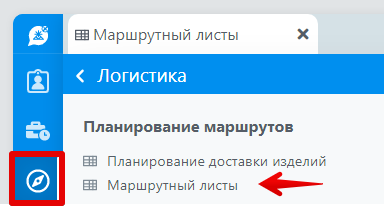 Маршрутный листы
Логистика
Планирование маршрутов
Планирование доставки изделий
Маршрутный листы